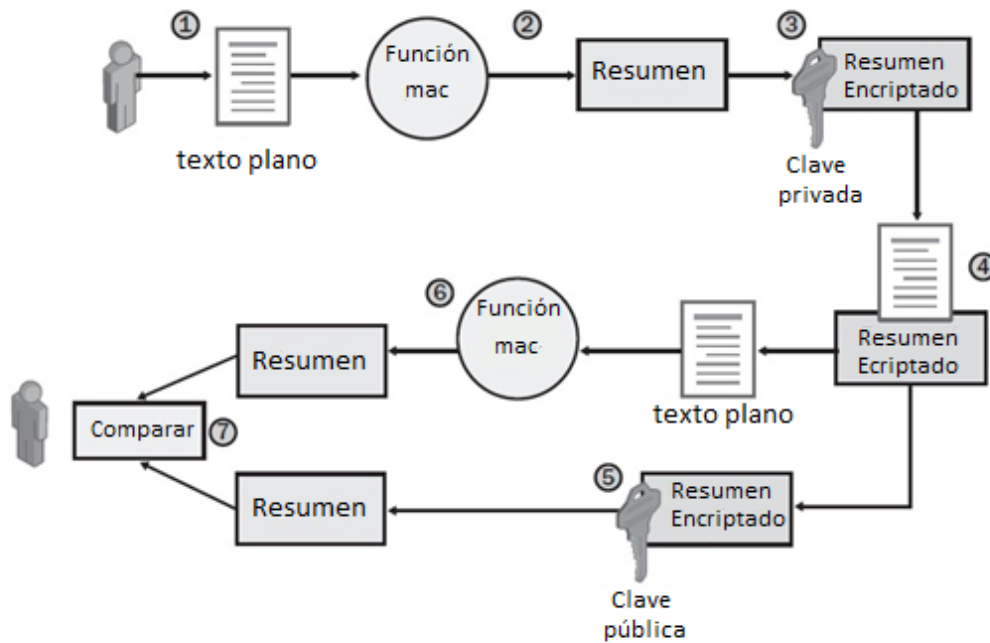 1
texto plano
Función
mac
2
Resumen
3
Resumen
Encriptado
Clave
privada
4
Resumen
Ecriptado
texto plano
6
Función
mac
Resumen
Comparar
7
5
Resumen
Encriptado
Clave
pública
Resumen